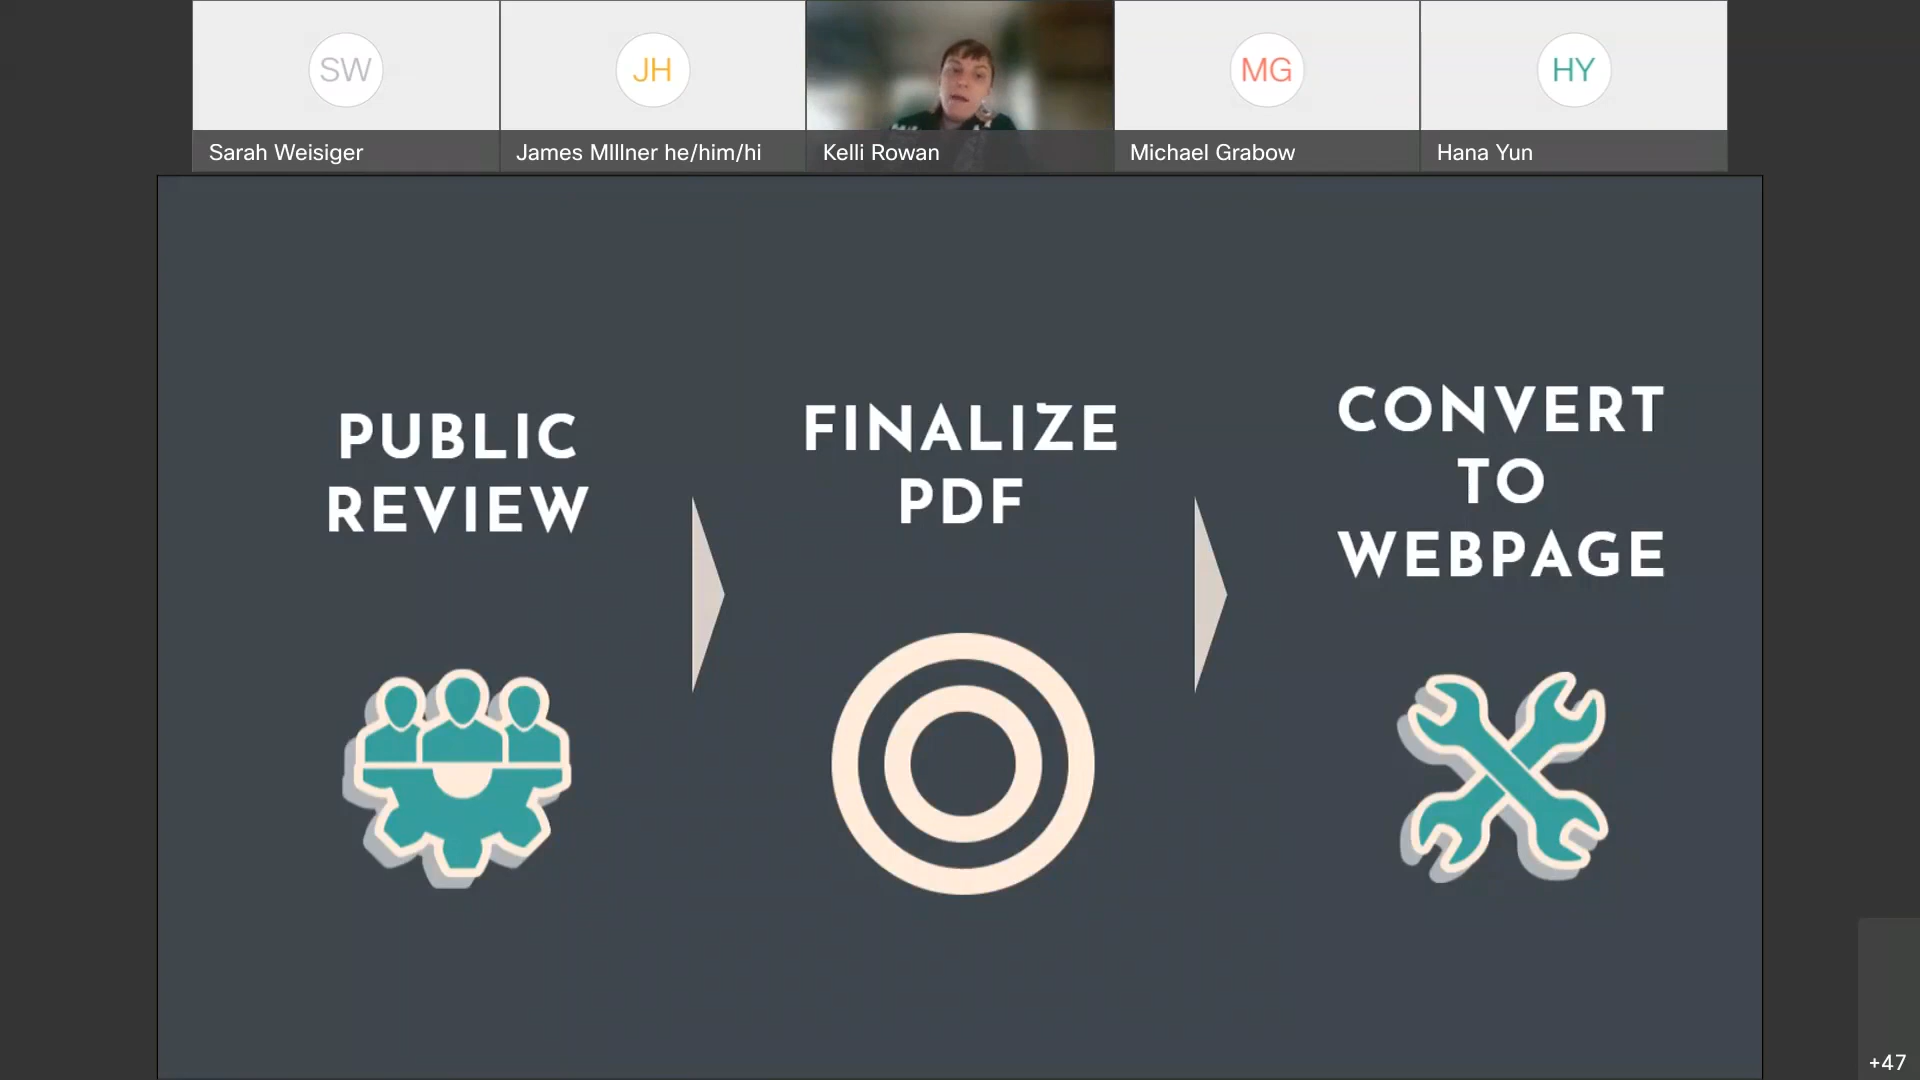 SW
JH
MG
HY
Sarah Weisiger
James MIllner he/him/hi
Kelli Rowan
Michael Grabow
Hana Yun
PUBLIC
REVIEW
FINALIZE
PDF
CONVERT
TO
WEBPAGE
+47